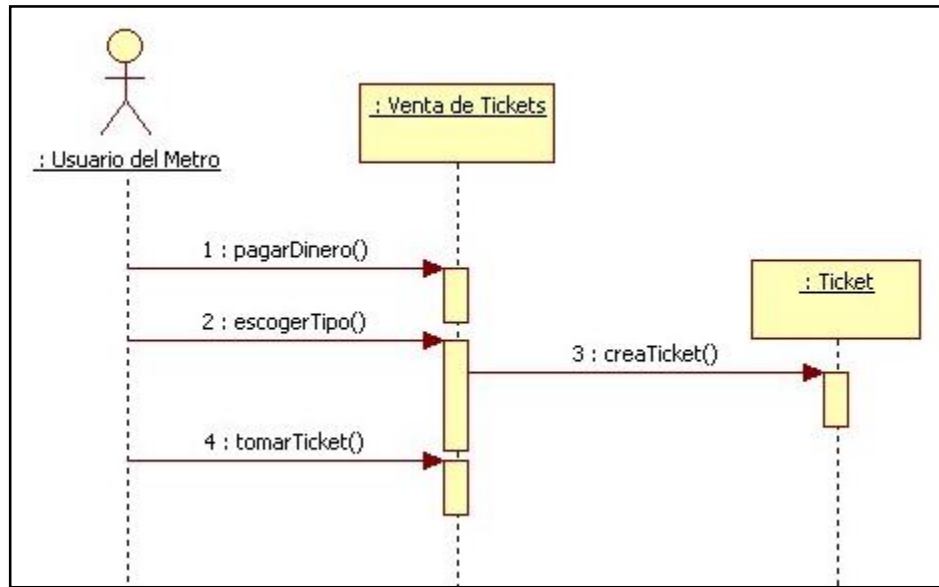 : Usuario del Metro
: Venta de Tickets
1 : pagarDinero()
: Ticket
2 : escogerTipo()
3 : creaTicket()
4 : tomarTicket()